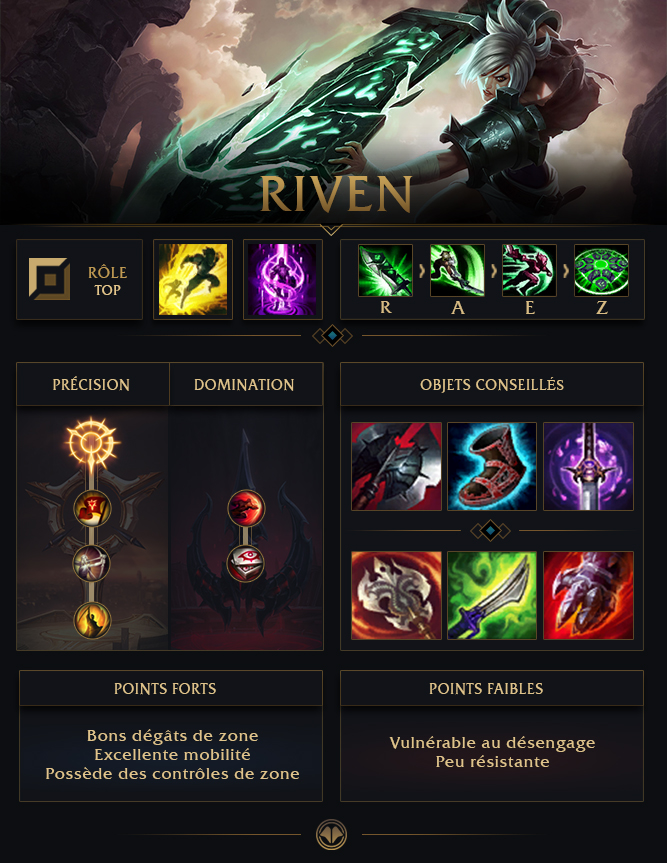 RIVEN
RÔLE
TOP
R
A
E
Z
PRÉCISION
DOMINATION
OBJETS CONSEILLÉS
POINTS FORTS
Bons dégâts de zone
Excellente mobilité
Possède des contrôles de zone
POINTS FAIBLES
Vulnérable au désengage
Peu résistante